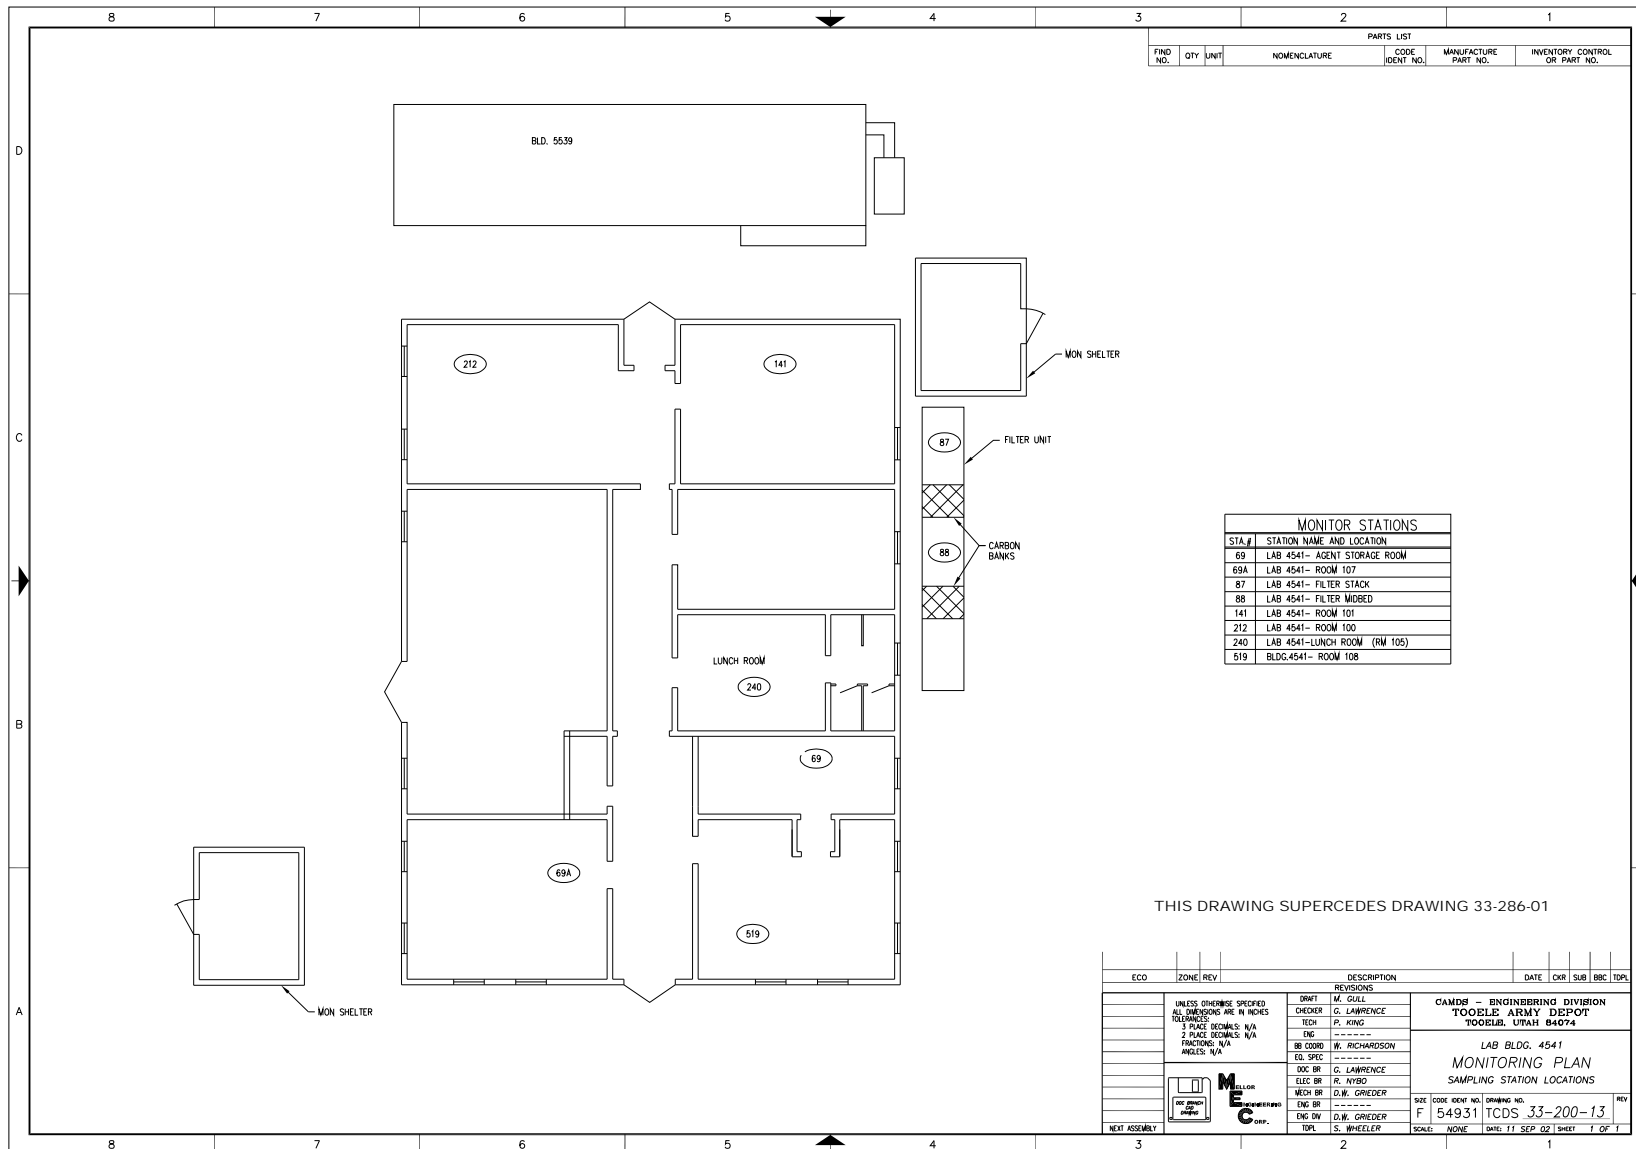 8 7 6 5 4 3 2 1
PARTS LIST
FIND NO. QTY UNIT NOMENCLATURE CODE IDENT NO. MANUFACTURE PART NO. INVENTORY CONTROL OR PART NO.
D
BLD. 5539
MON SHELTER
212
141
C
87
FILTER UNIT
88
CARBON
BANKS
MONITOR STATIONS
STA.# STATION NAME AND LOCATION
69 LAB 4541- AGENT STORAGE ROOM
69A LAB 4541- ROOM 107
87 LAB 4541- FILTER STACK
88 LAB 4541- FILTER MIDBED
141 LAB 4541- ROOM 101
212 LAB 4541- ROOM 100
240 LAB 4541-LUNCH ROOM (RM 105)
519 BLDG.4541- ROOM 108
LUNCH ROOM
240
B
69
69A
519
THIS DRAWING SUPERCEDES DRAWING 33-286-01
A
MON SHELTER
ECO ZONE REV DESCRIPTION DATE CKR SUB BBC TDPL
REVISIONS
UNLESS OTHERWISE SPECIFIED
ALL DIMENSIONS ARE IN INCHES
TOLERANCES:
3 PLACE DECIMALS: N/A
2 PLACE DECIMALS: N/A
FRACTIONS: N/A
ANGLES: N/A
DRAFT M. GULL
CHECKER G. LAWRENCE
TECH P. KING
ENG ------
BB COORD W. RICHARDSON
EQ. SPEC ------
DOC BR G. LAWRENCE
ELEC BR R. NYBO
MECH BR D.W. GRIEDER
ENG BR ------
ENG DIV D.W. GRIEDER
TDPL S. WHEELER
CAMDS - ENGINEERING DIVISION
TOOELE ARMY DEPOT
TOOELE, UTAH 84074
LAB BLDG. 4541
MONITORING PLAN
SAMPLING STATION LOCATIONS
SIZE F CODE IDENT NO. 54931 DRAWING NO. TCDS 33-200-13 REV
SCALE: NONE DATE: 11 SEP 02 SHEET 1 OF 1
DOC BRANCH
CAD
DRAWING
MELLOR
ENGINEERING
CORP.
NEXT ASSEMBLY
8 7 6 5 4 3 2 1